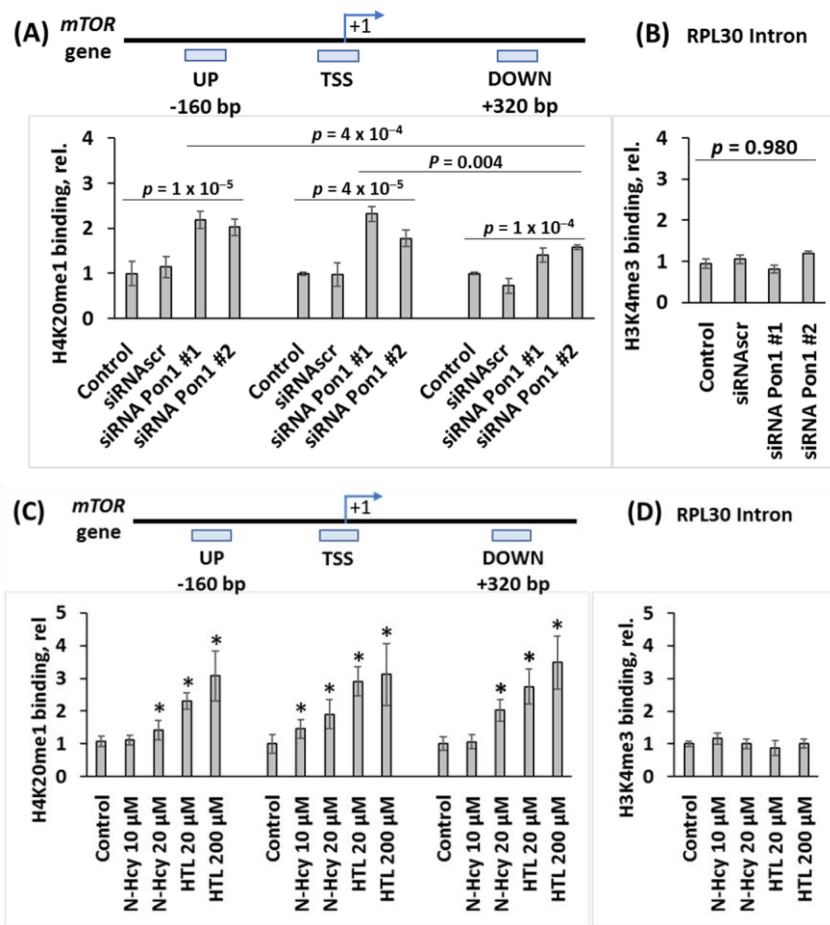 (A) mTOR gene +1
UP TSS DOWN
-160 bp +320 bp
H4K20me1 binding, rel.
4
3
2
1
0
p = 4 x 10–4
P = 0.004
p = 1 x 10–5
p = 4 x 10–5
p = 1 x 10–4
Control
siRNAscr
siRNA Pon1 #1
siRNA Pon1 #2
Control
siRNAscr
siRNA Pon1 #1
siRNA Pon1 #2
Control
siRNAscr
siRNA Pon1 #1
siRNA Pon1 #2
(B) RPL30 Intron
H3K4me3 binding, rel.
4
3
2
1
0
p = 0.980
Control
siRNAscr
siRNA Pon1 #1
siRNA Pon1 #2
(C) mTOR gene +1
UP TSS DOWN
-160 bp +320 bp
H4K20me1 binding, rel
5
4
3
2
1
0
* * *
* * * *
* * *
Control
N-Hcy 10 µM
N-Hcy 20 µM
HTL 20 µM
HTL 200 µM
Control
N-Hcy 10 µM
N-Hcy 20 µM
HTL 20 µM
HTL 200 µM
Control
N-Hcy 10 µM
N-Hcy 20 µM
HTL 20 µM
HTL 200 µM
(D) RPL30 Intron
H3K4me3 binding, rel.
5
4
3
2
1
0
Control
N-Hcy 10 µM
N-Hcy 20 µM
HTL 20 µM
HTL 200 µM